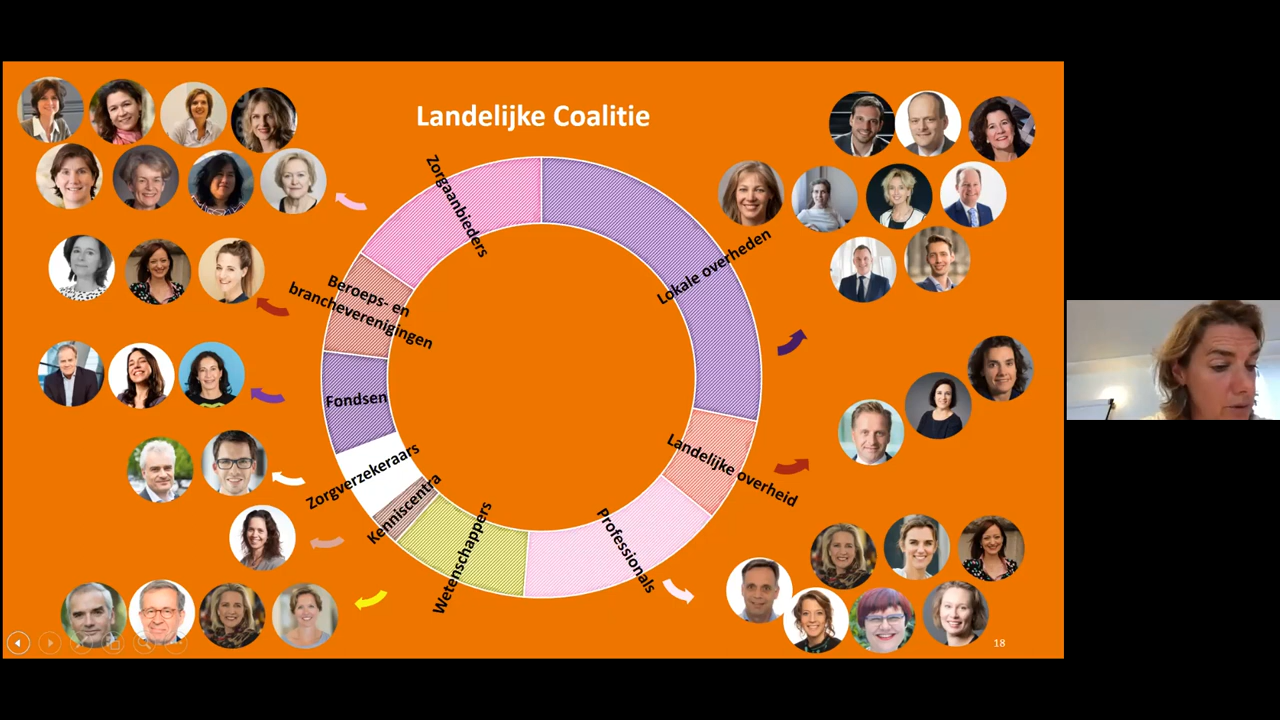 Landelijke Coalitie
Zorgaanbieders
Lokale overheden
Beroeps- en
brancheverenigingen
Fondsen
Zorgverzekeraars
Landelijke overheid
Kenniscentra
Wetenschappers
Professionals
18